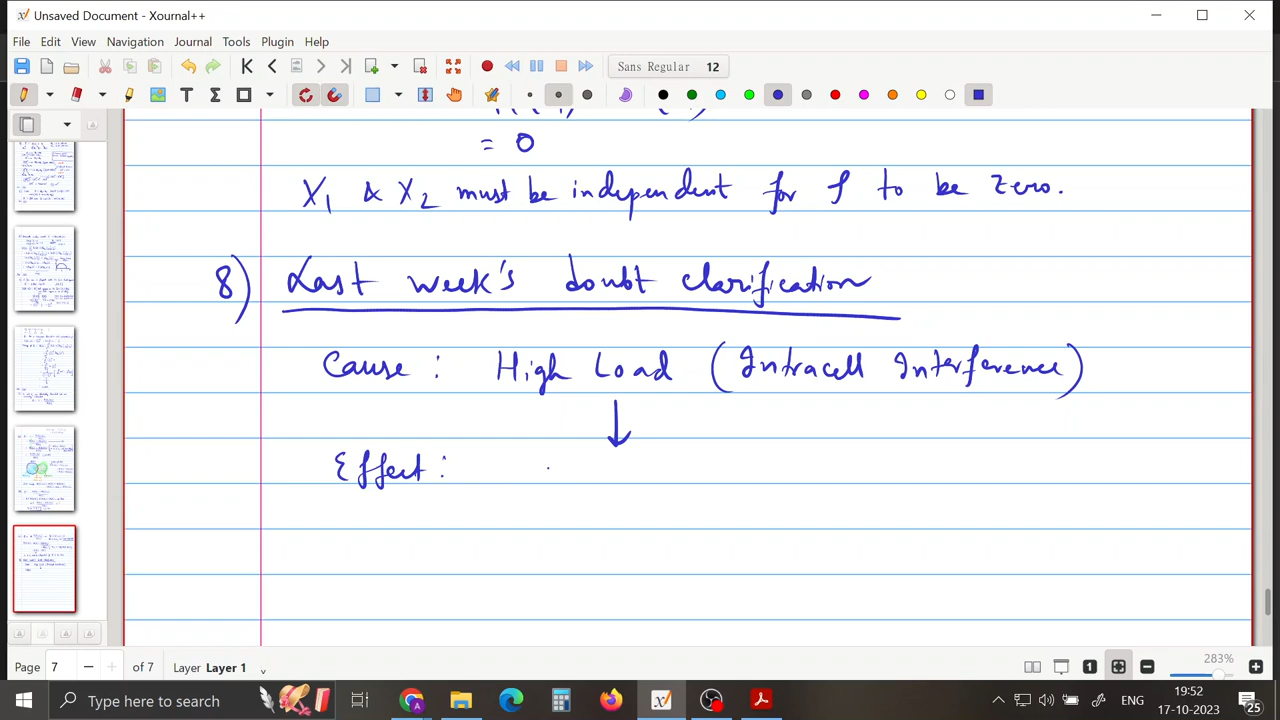 Unsaved Document - Xournal++
File Edit View Navigation Journal Tools Plugin Help
Sans Regular 12
= 0
X1 & X2 must be independent for ρ to be zero.
8) Last week's doubt clarification
Cause : High Load (Intracell Interference)
Effect :
Page 7 of 7 Layer Layer 1 283%
Type here to search ENG 19:52
17-10-2023 25